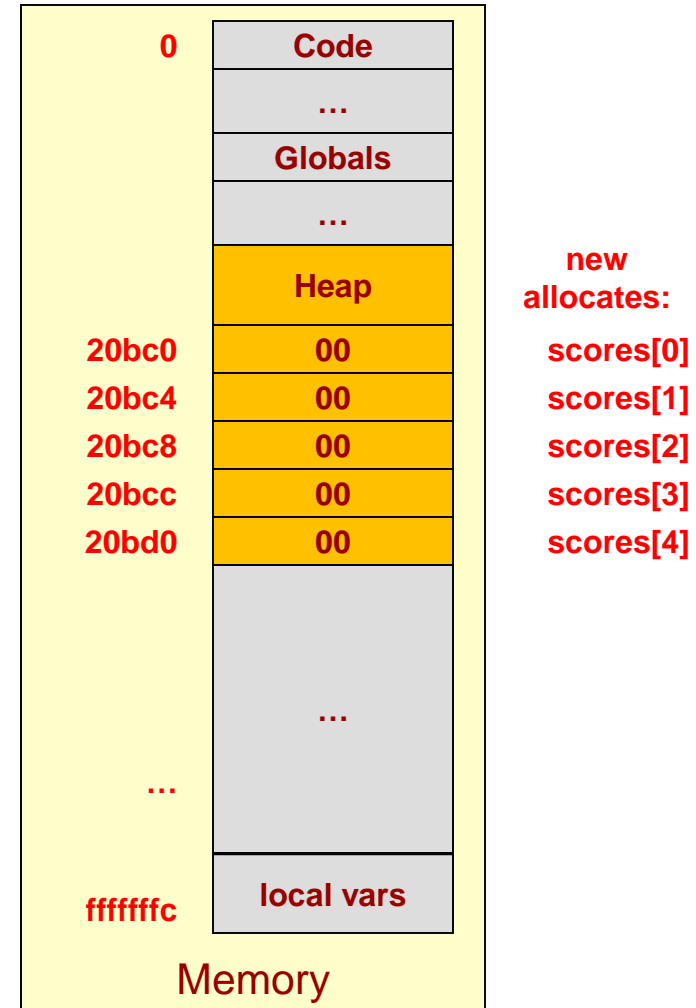 0 Code
…
Globals
…
Heap
new
allocates:
20bc0 00 scores[0]
20bc4 00 scores[1]
20bc8 00 scores[2]
20bcc 00 scores[3]
20bd0 00 scores[4]
…
…
fffffffc local vars
Memory